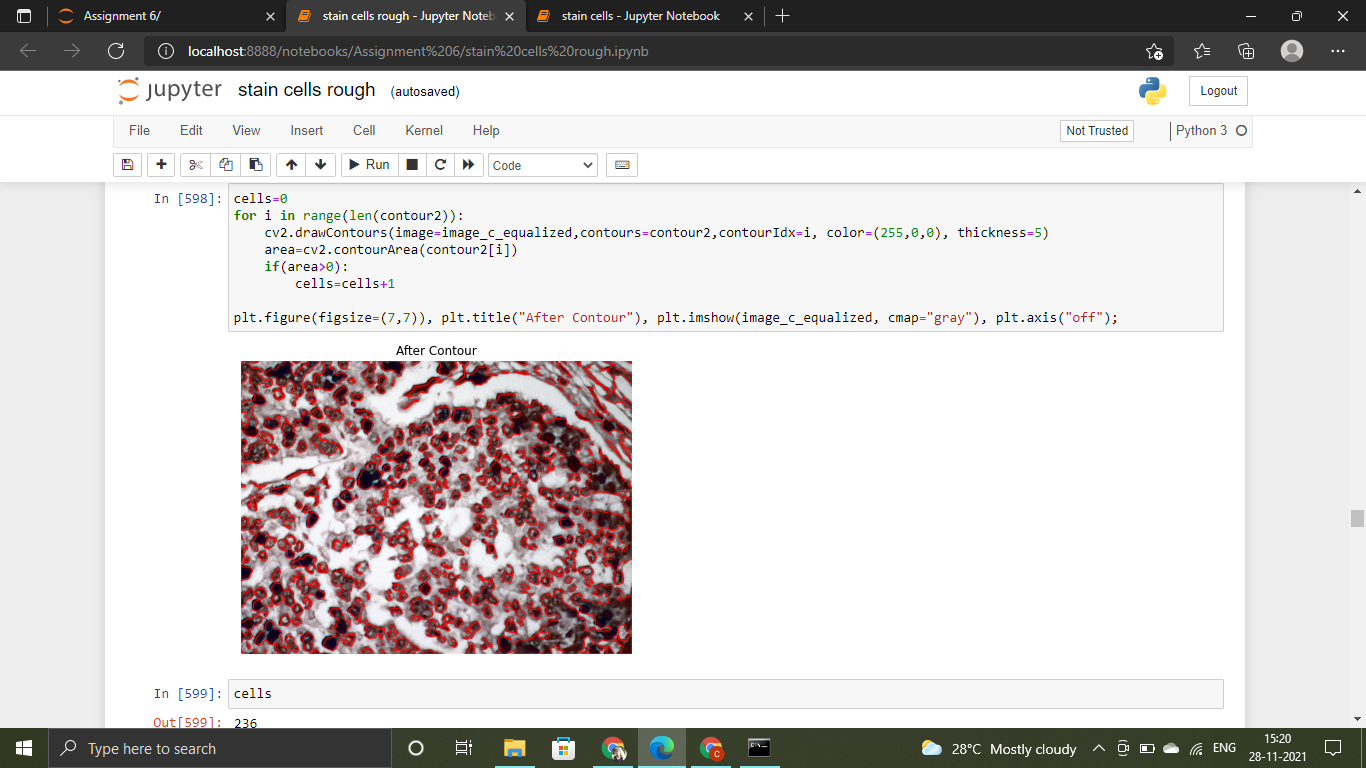 Assignment 6/
stain cells rough - Jupyter Noteb
stain cells - Jupyter Notebook
localhost:8888/notebooks/Assignment%206/stain%20cells%20rough.ipynb
jupyter stain cells rough (autosaved)
Logout
File Edit View Insert Cell Kernel Help
Not Trusted
Python 3
Run
Code
In [598]:
cells=0
for i in range(len(contour2)):
    cv2.drawContours(image=image_c_equalized,contours=contour2,contourIdx=i, color=(255,0,0), thickness=5)
    area=cv2.contourArea(contour2[i])
    if(area>0):
        cells=cells+1
plt.figure(figsize=(7,7)), plt.title("After Contour"), plt.imshow(image_c_equalized, cmap="gray"), plt.axis("off");
After Contour
In [599]: cells
Out[599]: 236
Type here to search
28°C Mostly cloudy
ENG
15:20
28-11-2021